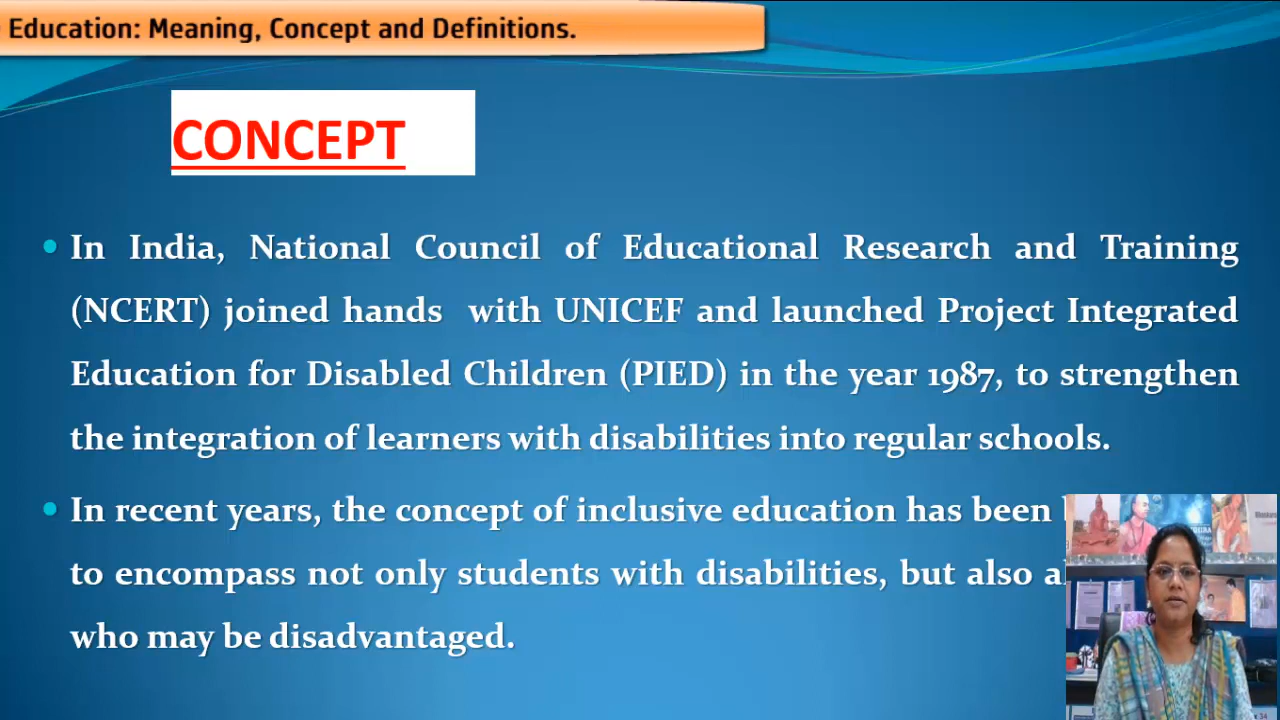 Education: Meaning, Concept and Definitions.
CONCEPT
In India, National Council of Educational Research and Training
(NCERT) joined hands with UNICEF and launched Project Integrated
Education for Disabled Children (PIED) in the year 1987, to strengthen
the integration of learners with disabilities into regular schools.
In recent years, the concept of inclusive education has been
to encompass not only students with disabilities, but also
who may be disadvantaged.